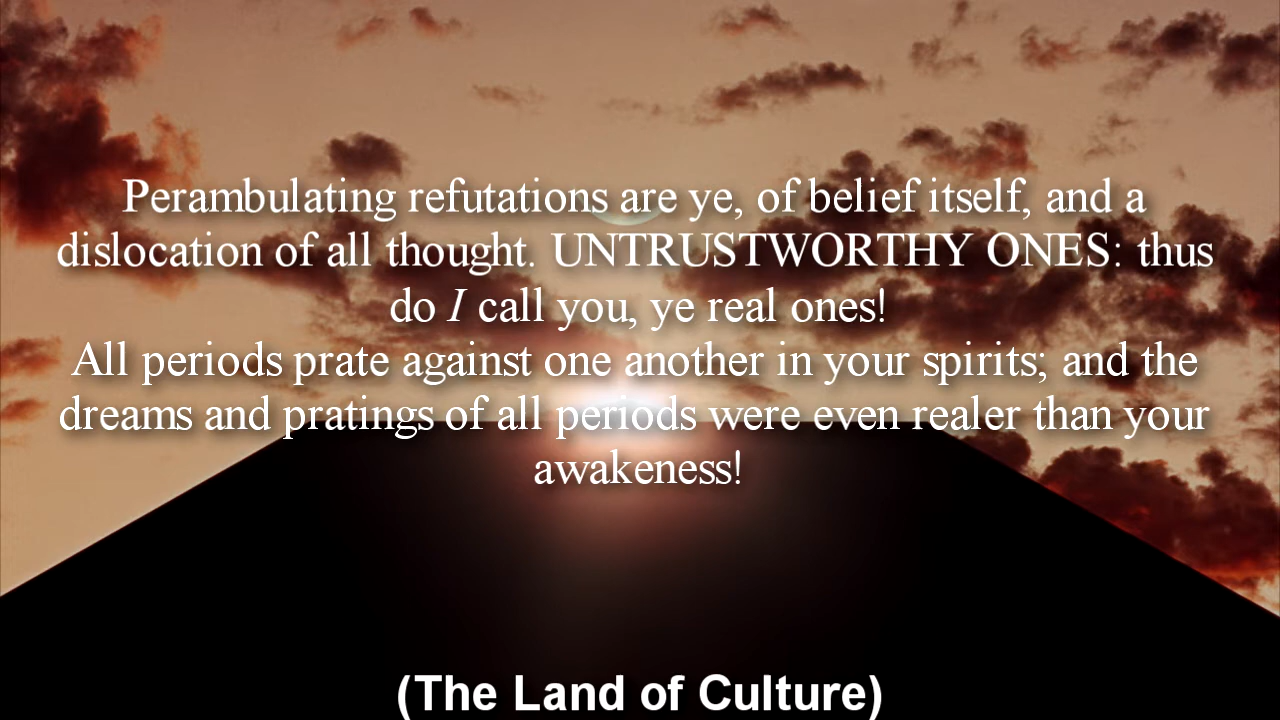 Perambulating refutations are ye, of belief itself, and a
dislocation of all thought. UNTRUSTWORTHY ONES: thus
do I call you, ye real ones!
All periods prate against one another in your spirits; and the
dreams and pratings of all periods were even realer than your
awakeness!
(The Land of Culture)